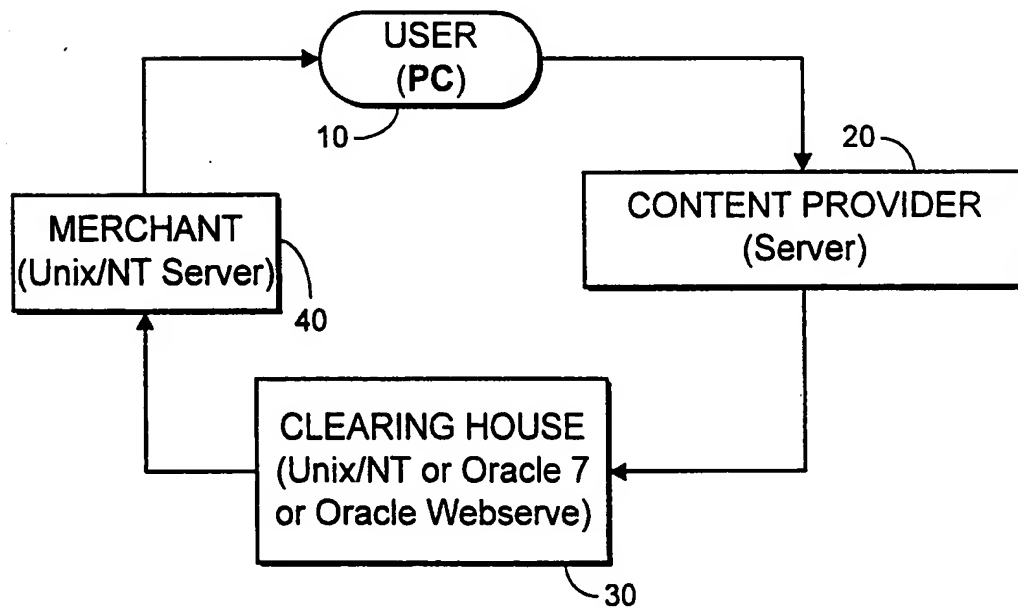 USER
(PC)
10
20
CONTENT PROVIDER
(Server)
MERCHANT
(Unix/NT Server)
40
CLEARING HOUSE
(Unix/NT or Oracle 7
or Oracle Webserve)
30